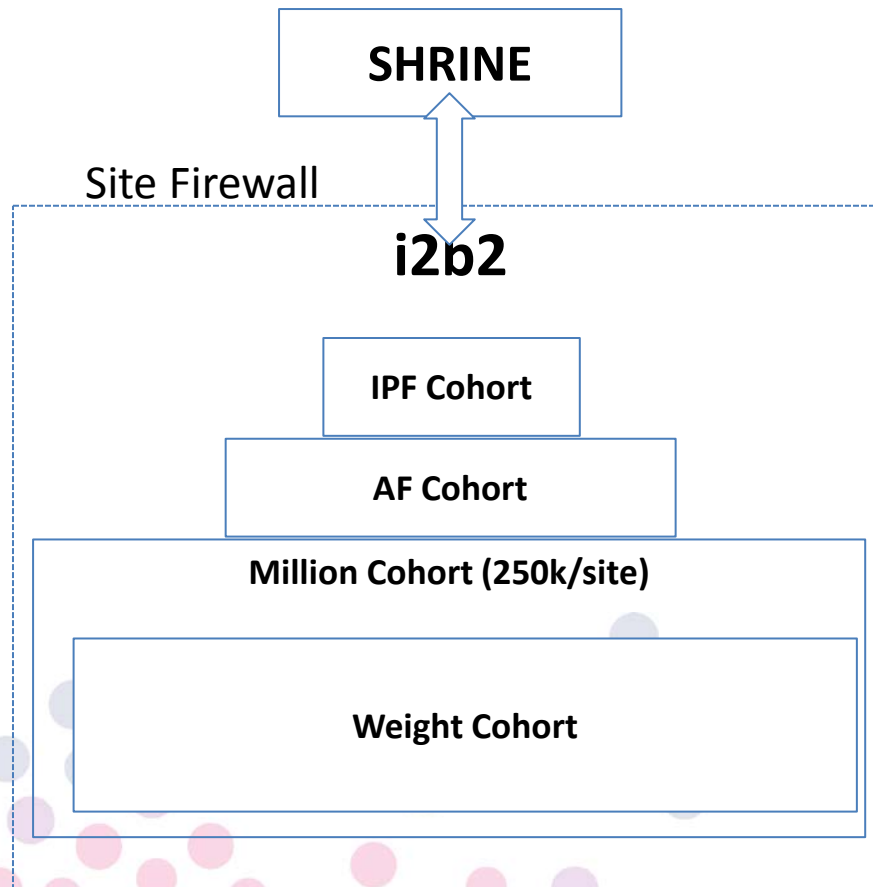 SHRINE
Site Firewall
i2b2
IPF Cohort
AF Cohort
Million Cohort (250k/site)
Weight Cohort